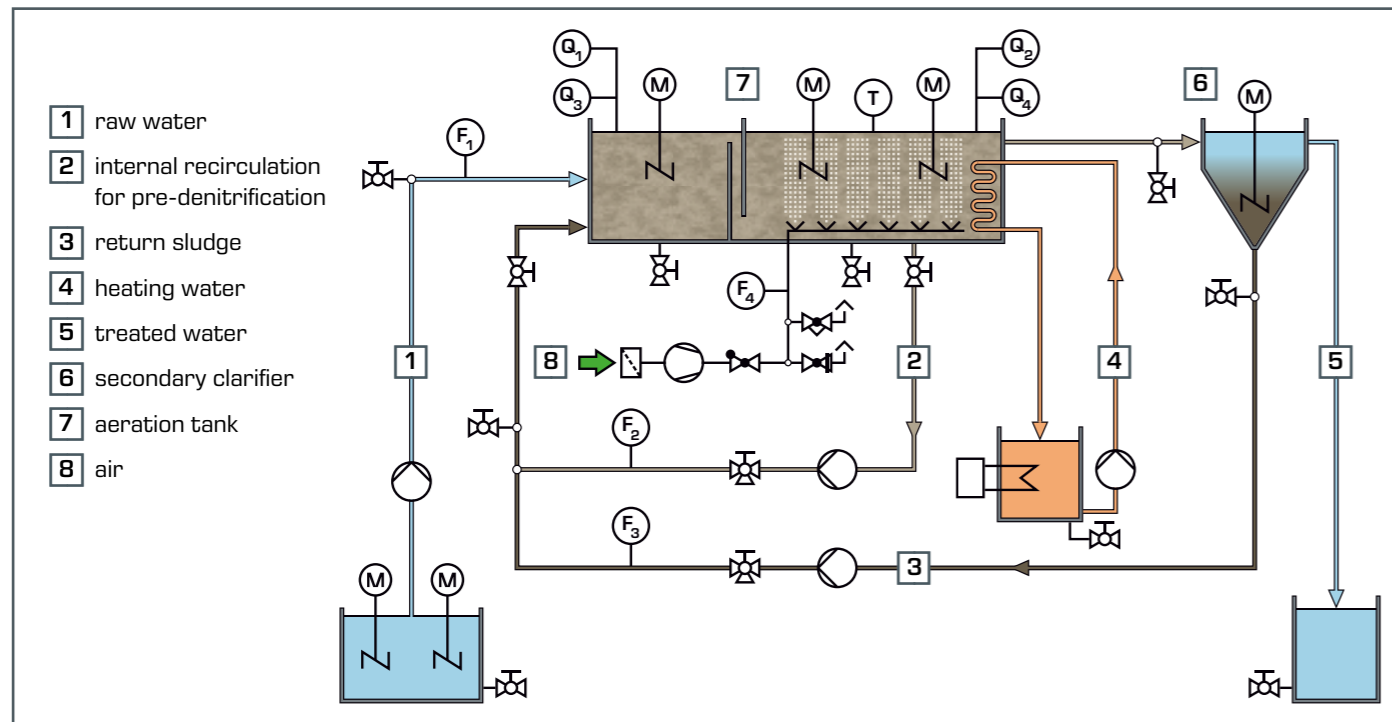 1 raw water
2 internal recirculation
for pre-denitrification
3 return sludge
4 heating water
5 treated water
6 secondary clarifier
7 aeration tank
8 air
Q1
Q3
M
7
M
T
M
Q2
Q4
6
M
F1
F4
8
1
2
4
5
F2
F3
3
M
M